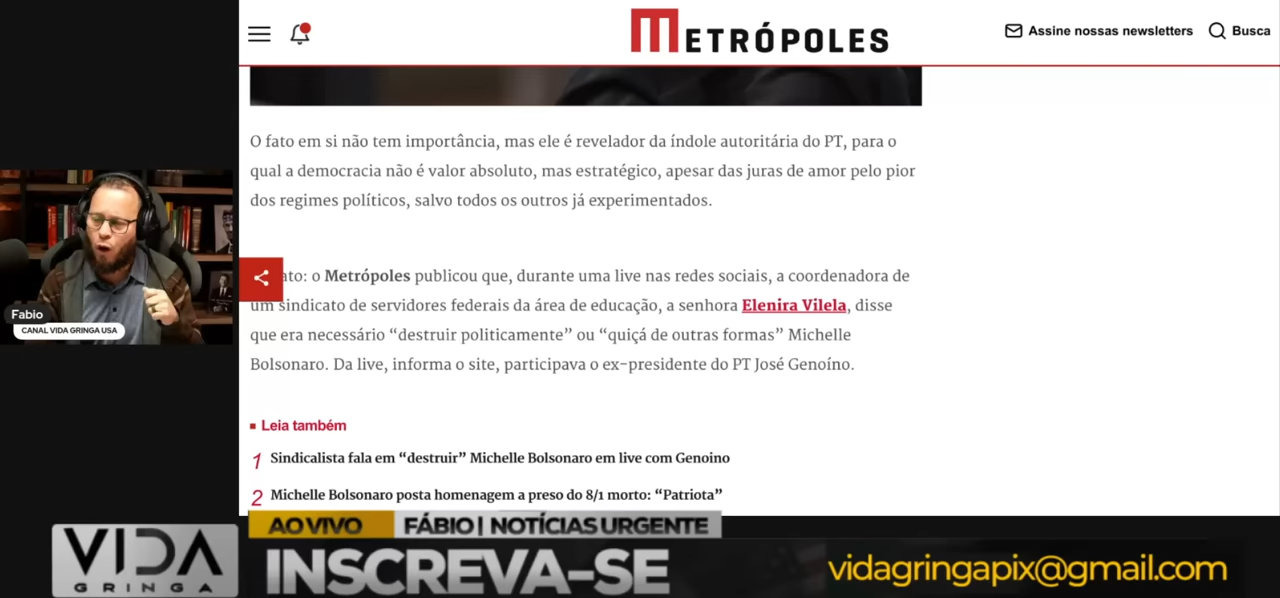 METRÓPOLES
Assine nossas newsletters
Busca
O fato em si não tem importância, mas ele é revelador da índole autoritária do PT, para o
qual a democracia não é valor absoluto, mas estratégico, apesar das juras de amor pelo pior
dos regimes políticos, salvo todos os outros já experimentados.
ato: o Metrópoles publicou que, durante uma live nas redes sociais, a coordenadora de
um sindicato de servidores federais da área de educação, a senhora Elenira Vilela, disse
que era necessário “destruir politicamente” ou “quiçá de outras formas” Michelle
Bolsonaro. Da live, informa o site, participava o ex-presidente do PT José Genoíno.
Leia também
1 Sindicalista fala em “destruir” Michelle Bolsonaro em live com Genoino
2 Michelle Bolsonaro posta homenagem a preso do 8/1 morto: “Patriota”
Fabio
CANAL VIDA GRINGA USA
AO VIVO FÁBIO | NOTÍCIAS URGENTE
VIDA
GRINGA
INSCREVA-SE
vidagringapix@gmail.com